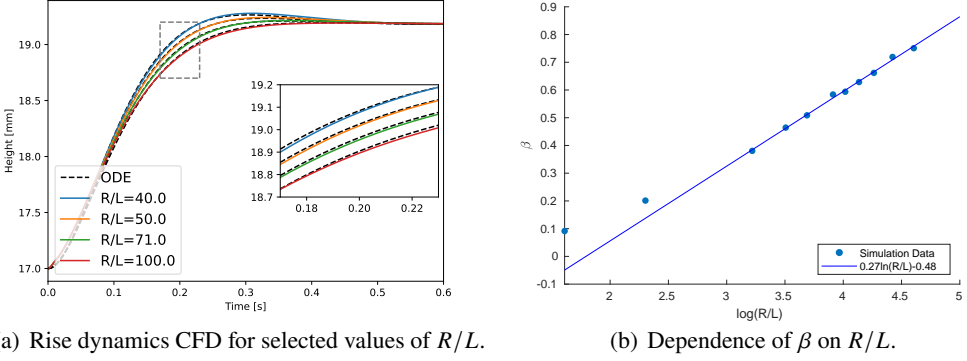 19.0
18.5
18.0
17.5
17.0
Height [mm]
0.0 0.1 0.2 0.3 0.4 0.5 0.6
Time [s]
ODE
R/L=40.0
R/L=50.0
R/L=71.0
R/L=100.0
19.2
19.1
19.0
18.9
18.8
18.7
0.18 0.20 0.22
a) Rise dynamics CFD for selected values of R/L.
0.9
0.8
0.7
0.6
0.5
0.4
0.3
0.2
0.1
0
-0.1
β
2 2.5 3 3.5 4 4.5 5
log(R/L)
Simulation Data
0.27ln(R/L)-0.48
(b) Dependence of β on R/L.